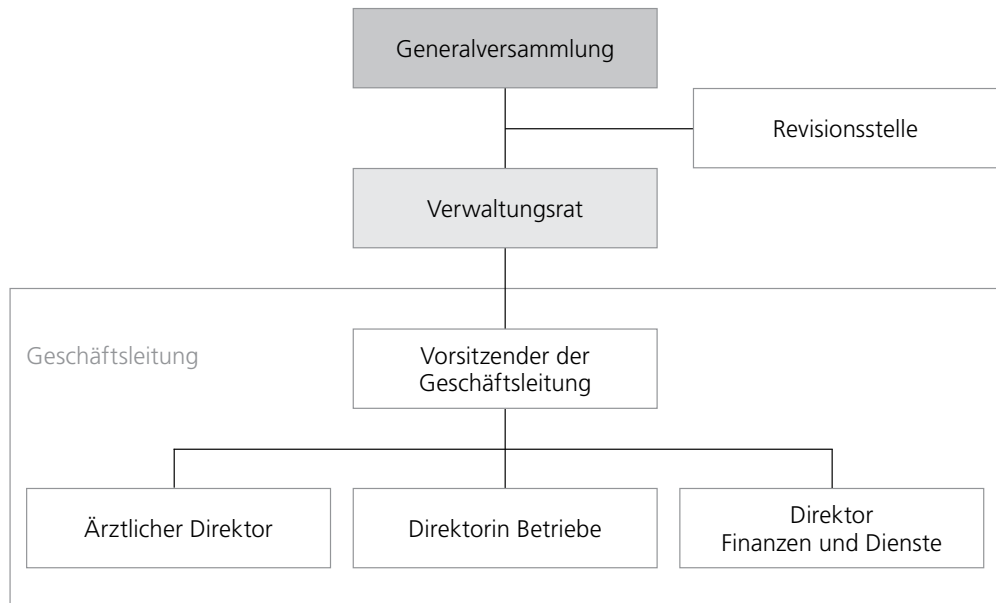 Generalversammlung
Revisionsstelle
Verwaltungsrat
Geschäftsleitung
Vorsitzender der
Geschäftsleitung
Ärztlicher Direktor
Direktorin Betriebe
Direktor
Finanzen und Dienste